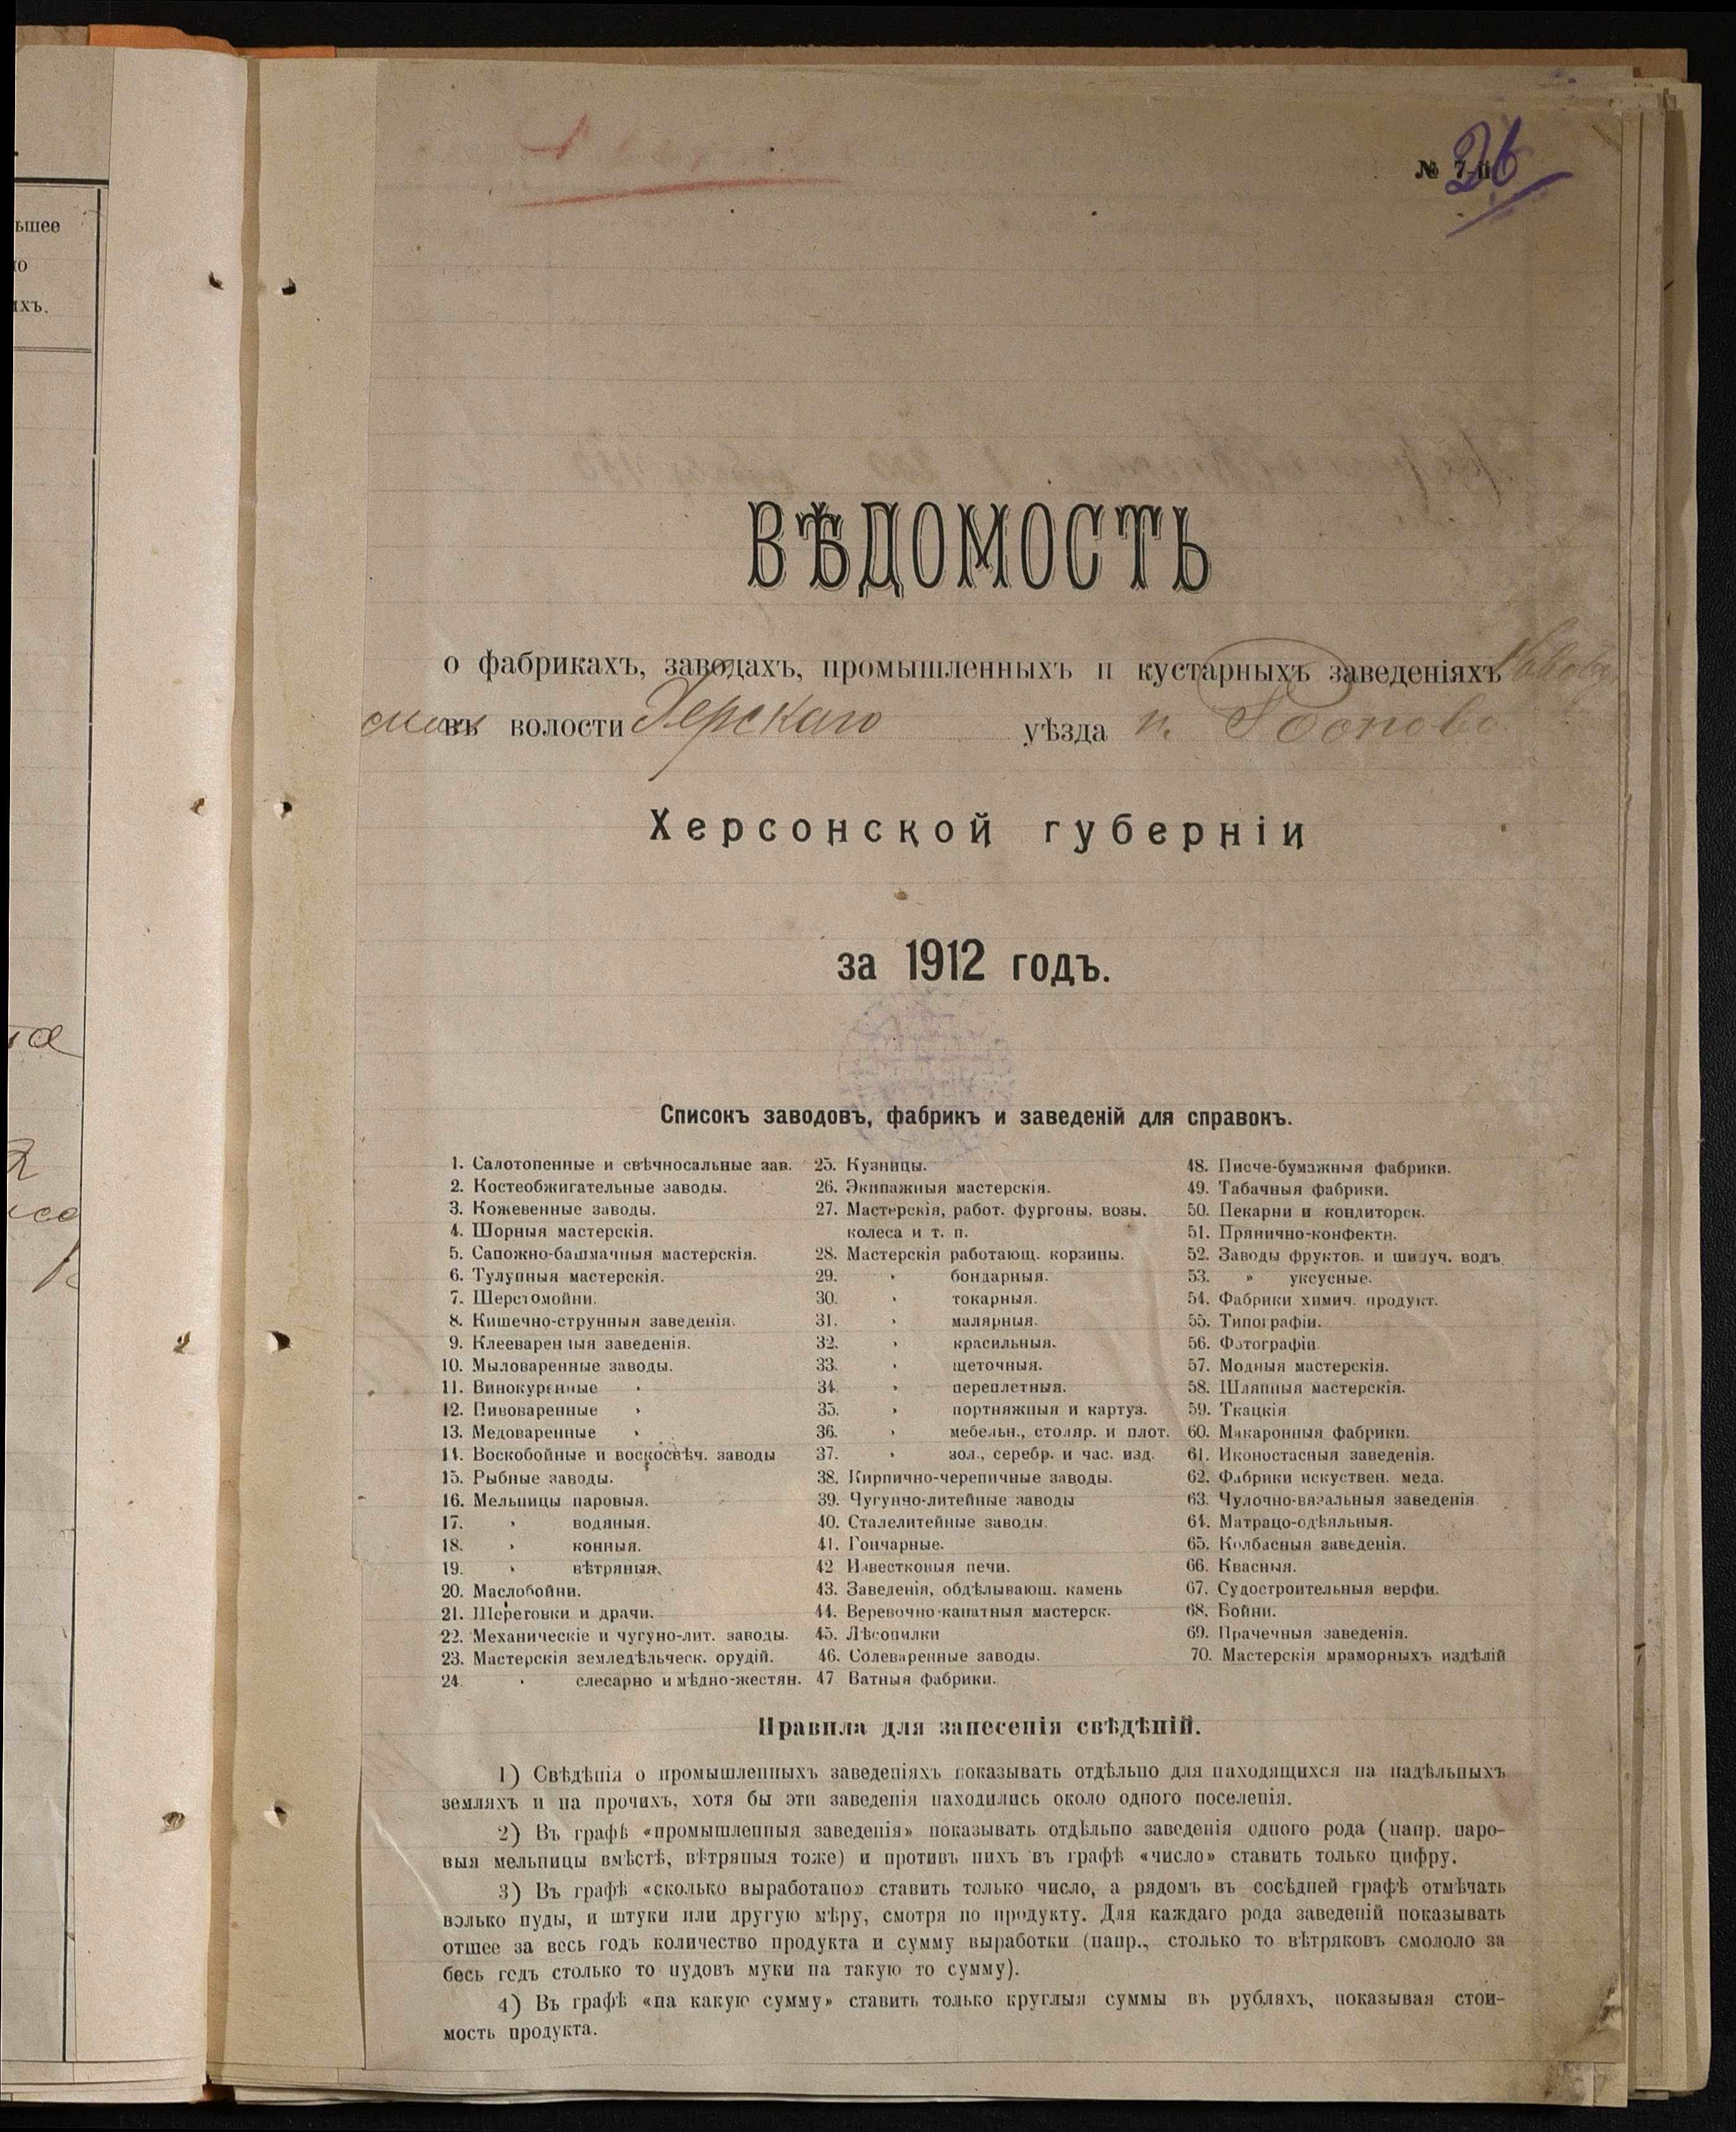 ьшее
ихъ.
№ 7-й
26
ВѢДОМОСТЬ
о фабрикахъ, заводахъ, промышленныхъ и кустарныхъ заведеніяхъ
въ волости Херскаго уѣзда п.
Херсонской губерніи
за 1912 годъ.
Списокъ заводовъ, фабрикъ и заведеній для справокъ.
1. Салотопенные и свѣчносальные зав.
2. Костеобжигательные заводы.
3. Кожевенные заводы.
4. Шорныя мастерскія.
5. Сапожно-башмачныя мастерскія.
6. Тулупныя мастерскія.
7. Шерстомойни.
8. Кишечно-струнныя заведенія.
9. Клееваренныя заведенія.
10. Мыловаренные заводы.
11. Винокуренные »
12. Пивоваренные »
13. Медоваренные »
14. Воскобойные и воскосвѣч. заводы
15. Рыбные заводы.
16. Мельницы паровыя.
17. » водяныя.
18. » конныя.
19. » вѣтряныя.
20. Маслобойни.
21. Шереговки и драчи.
22. Механическіе и чугуно-лит. заводы.
23. Мастерскія земледѣльческ. орудій.
24. » слесарно и мѣдно-жестян.
25. Кузницы.
26. Экипажныя мастерскія.
27. Мастерскія, работ. фургоны, возы,
колеса и т. п.
28. Мастерскія работающ. корзины.
29. » бондарныя.
30. » токарныя.
31. » малярныя.
32. » красильныя.
33. » щеточныя.
34. » переплетныя.
35. » портняжныя и картуз.
36. » мебельн., столяр. и плот.
37. » зол., серебр. и час. изд.
38. Кирпично-черепичные заводы.
39. Чугунно-литейные заводы
40. Сталелитейные заводы.
41. Гончарные.
42 Известковыя печи.
43. Заведенія, обдѣлывающ. камень
44. Веревочно-канатныя мастерск.
45. Лѣсопилки
46. Солеваренные заводы.
47 Ватныя фабрики.
48. Писче-бумажныя фабрики.
49. Табачныя фабрики.
50. Пекарни и кондиторск.
51. Прянично-конфектн.
52. Заводы фруктов. и шипуч. водъ.
53. » уксусные.
54. Фабрики химич. продукт.
55. Типографіи.
56. Фотографіи.
57. Модныя мастерскія.
58. Шляпныя мастерскія.
59. Ткацкія.
60. Макаронныя фабрики.
61. Иконостасныя заведенія.
62. Фабрики искуствен. меда.
63. Чулочно-вязальныя заведенія.
64. Матрацо-одѣяльныя.
65. Колбасныя заведенія.
66. Квасныя.
67. Судостроительныя верфи.
68. Бойни.
69. Прачечныя заведенія.
70. Мастерскія мраморныхъ издѣлій
Правила для занесенія свѣдѣній.
1) Свѣдѣнія о промышленныхъ заведеніяхъ показывать отдѣльно для находящихся на надѣльныхъ
земляхъ и на прочихъ, хотя бы эти заведенія находились около одного поселенія.
2) Въ графѣ «промышленныя заведенія» показывать отдѣльно заведенія одного рода (напр. паро-
выя мельницы вмѣстѣ, вѣтряныя тоже) и противъ нихъ въ графѣ «число» ставить только цифру.
3) Въ графѣ «сколько выработано» ставить только число, а рядомъ въ сосѣдней графѣ отмѣчать
волько пуды, и штуки или другую мѣру, смотря по продукту. Для каждаго рода заведеній показывать
отшее за весь годъ количество продукта и сумму выработки (напр., столько то вѣтряковъ смололо за
бесь годъ столько то пудовъ муки на такую то сумму).
4) Въ графѣ «на какую сумму» ставить только круглыя суммы въ рубляхъ, показывая стои-
мость продукта.